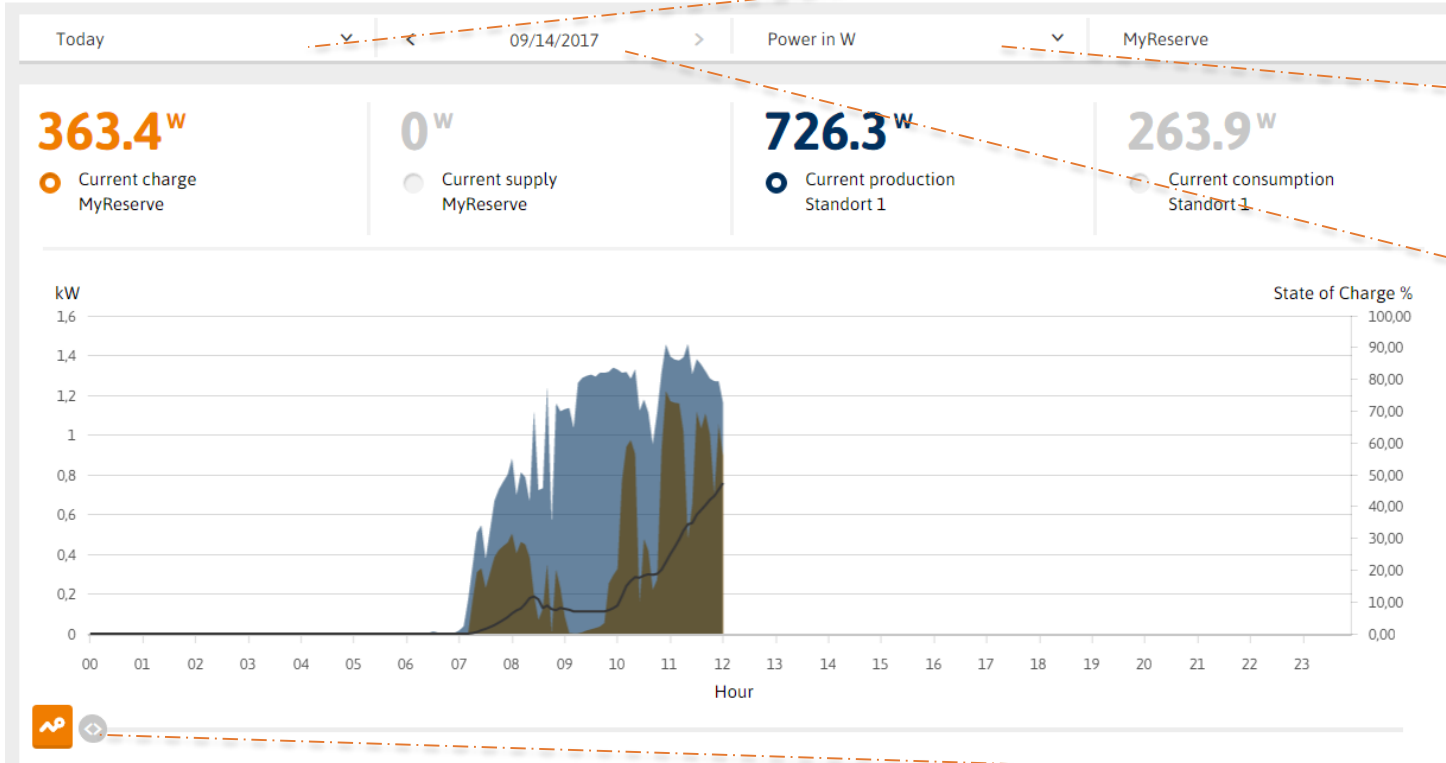 Today
09/14/2017
Power in W
MyReserve
363.4 W
0 W
726.3 W
263.9 W
Current charge
MyReserve
Current supply
MyReserve
Current production
Standort 1
Current consumption
Standort 1
kW
State of Charge %
1,6
1,4
1,2
1
0,8
0,6
0,4
0,2
0
100,00
90,00
80,00
70,00
60,00
50,00
40,00
30,00
20,00
10,00
0,00
00 01 02 03 04 05 06 07 08 09 10 11 12 13 14 15 16 17 18 19 20 21 22 23
Hour